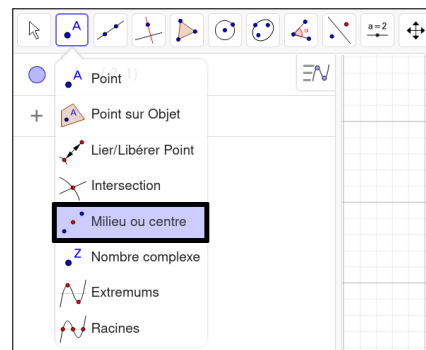 A
a = 2
A
Point
A
Point sur Objet
Lier/Libérer Point
Intersection
Milieu ou centre
Z
Nombre complexe
Extremums
Racines